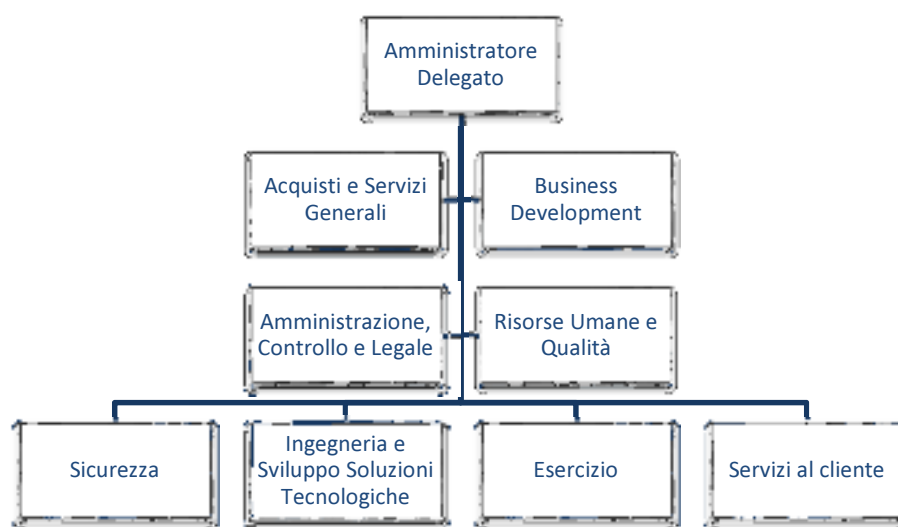 Amministratore
Delegato
Acquisti e Servizi
Generali
Business
Development
Amministrazione,
Controllo e Legale
Risorse Umane e
Qualità
Sicurezza
Ingegneria e
Sviluppo Soluzioni
Tecnologiche
Esercizio
Servizi al cliente